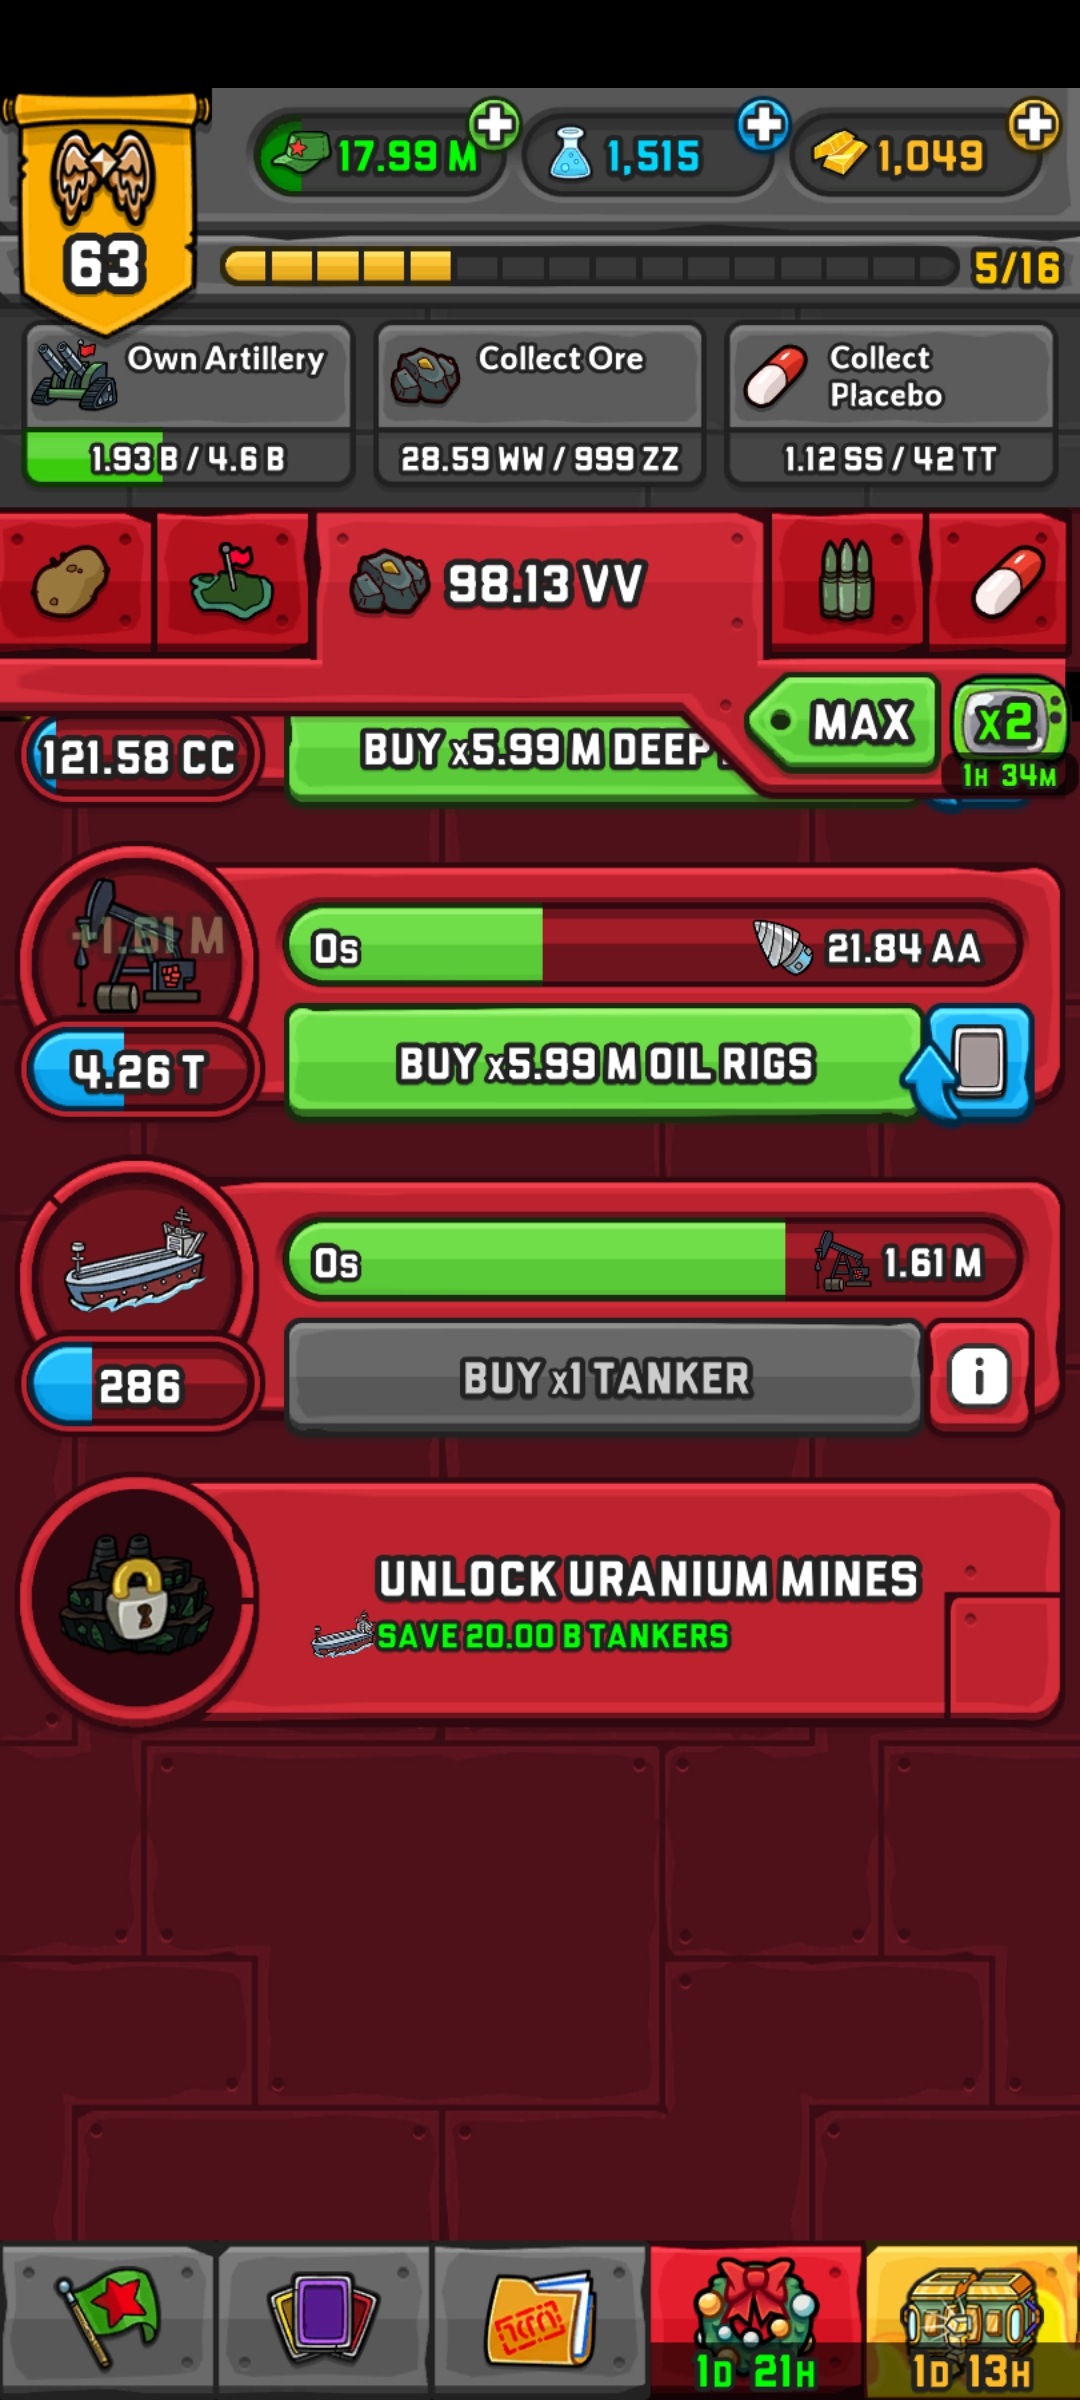 17.99 M
1,515
1,049
63
5/16
Own Artillery
1.93 B / 4.6 B
Collect Ore
28.59 WW / 999 ZZ
Collect
Placebo
1.12 SS / 42 TT
98.13 VV
MAX
x2
1H 34M
121.58 CC
BUY x5.99 M DEEP
+1.61 M
0s
21.84 AA
4.26 T
BUY x5.99 M OIL RIGS
0s
1.61 M
286
BUY x1 TANKER
i
UNLOCK URANIUM MINES
SAVE 20.00 B TANKERS
1D 21H
1D 13H